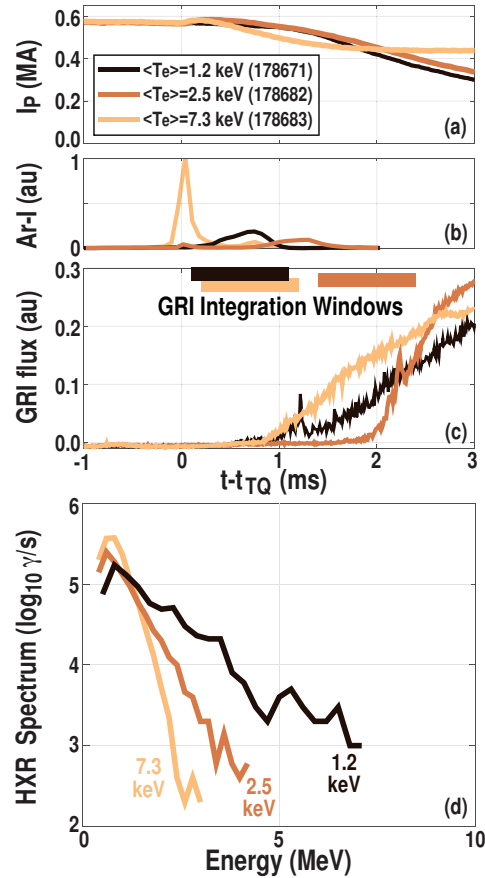 0.6
0.4
0.2
0.0
Ip (MA)
<Te>=1.2 keV (178671)
<Te>=2.5 keV (178682)
<Te>=7.3 keV (178683)
(a)
1
0
Ar-I (au)
(b)
0.3
0.2
0.1
0.0
GRI flux (au)
GRI Integration Windows
(c)
-1 0 1 2 3
t-tTQ (ms)
6
5
4
3
2
HXR Spectrum (log10 γ/s)
7.3
keV
2.5
keV
1.2
keV
(d)
0 5 10
Energy (MeV)